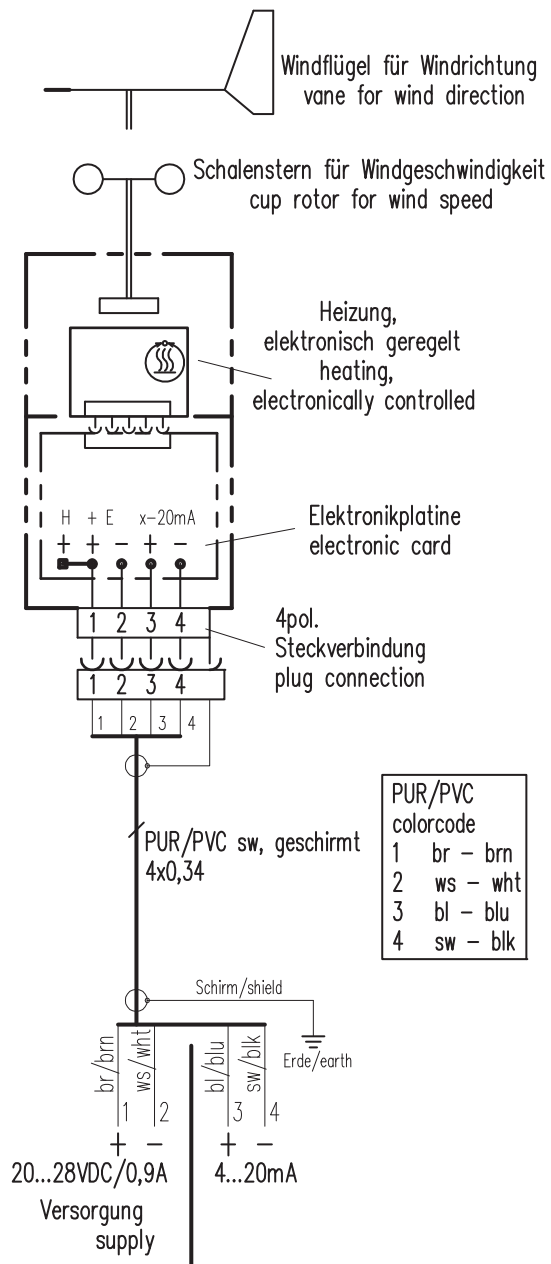 Windflügel für Windrichtung
vane for wind direction
Schalenstern für Windgeschwindigkeit
cup rotor for wind speed
Heizung,
elektronisch geregelt
heating,
electronically controlled
H + E x-20mA
+ + - + -
Elektronikplatine
electronic card
1 2 3 4
4pol.
Steckverbindung
plug connection
1 2 3 4
1 2 3 4
PUR/PVC
colorcode
1 br - brn
2 ws - wht
3 bl - blu
4 sw - blk
PUR/PVC sw, geschirmt
4x0,34
Schirm/shield
Erde/earth
br/brn ws/wht bl/blu sw/blk
1 2 3 4
+ - + -
20...28VDC/0,9A 4...20mA
Versorgung
supply